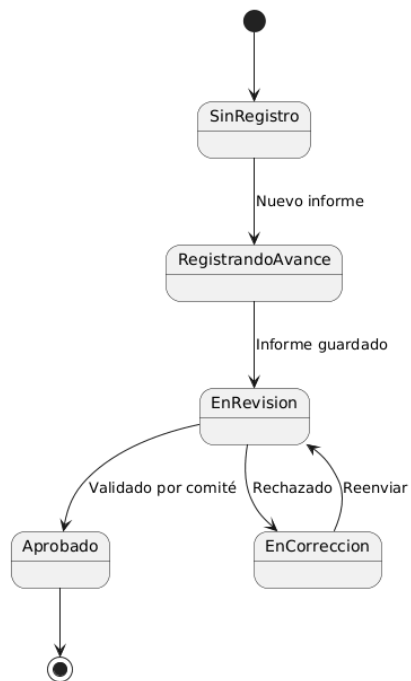 SinRegistro
Nuevo informe
RegistrandoAvance
Informe guardado
EnRevision
Validado por comité
Rechazado
Reenviar
Aprobado
EnCorreccion